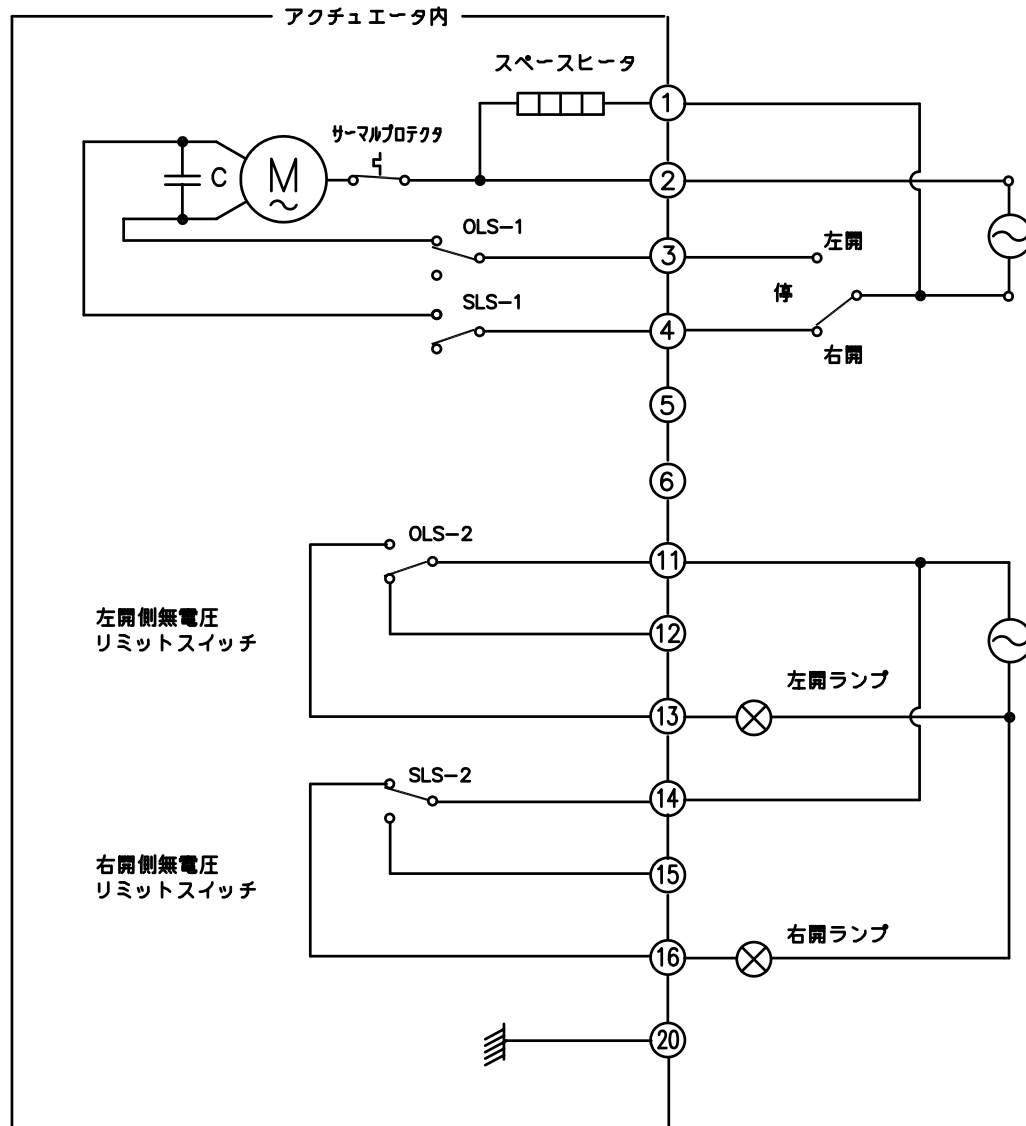 アクチュエータ内
スペースヒータ
1
サーマルプロテクタ
C
M
2
OLS-1
3
左開
停
SLS-1
4
右開
5
6
OLS-2
11
左開側無電圧
リミットスイッチ
12
左開ランプ
13
SLS-2
14
右開側無電圧
リミットスイッチ
15
右開ランプ
16
20